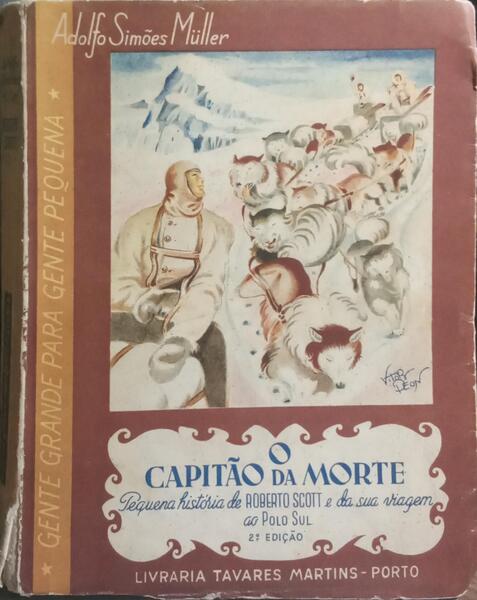 Adolfo Simões Müller
★ GENTE GRANDE PARA GENTE PEQUENA ★
VITOR
PEON
O
CAPITÃO DA MORTE
Pequena história de ROBERTO SCOTT e da sua viagem
ao POLO SUL
2ª EDIÇÃO
LIVRARIA TAVARES MARTINS - PORTO